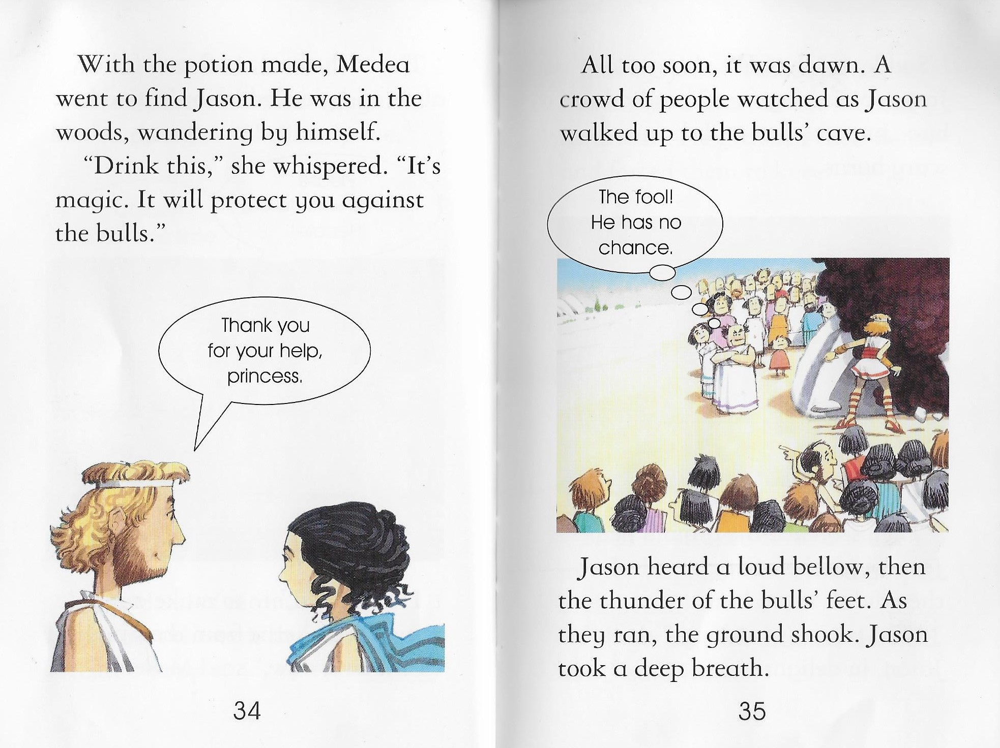 With the potion made, Medea
went to find Jason. He was in the
woods, wandering by himself.
“Drink this,” she whispered. “It’s
magic. It will protect you against
the bulls.”
Thank you
for your help,
princess.
34
All too soon, it was dawn. A
crowd of people watched as Jason
walked up to the bulls’ cave.
The fool!
He has no
chance.
Jason heard a loud bellow, then
the thunder of the bulls’ feet. As
they ran, the ground shook. Jason
took a deep breath.
35